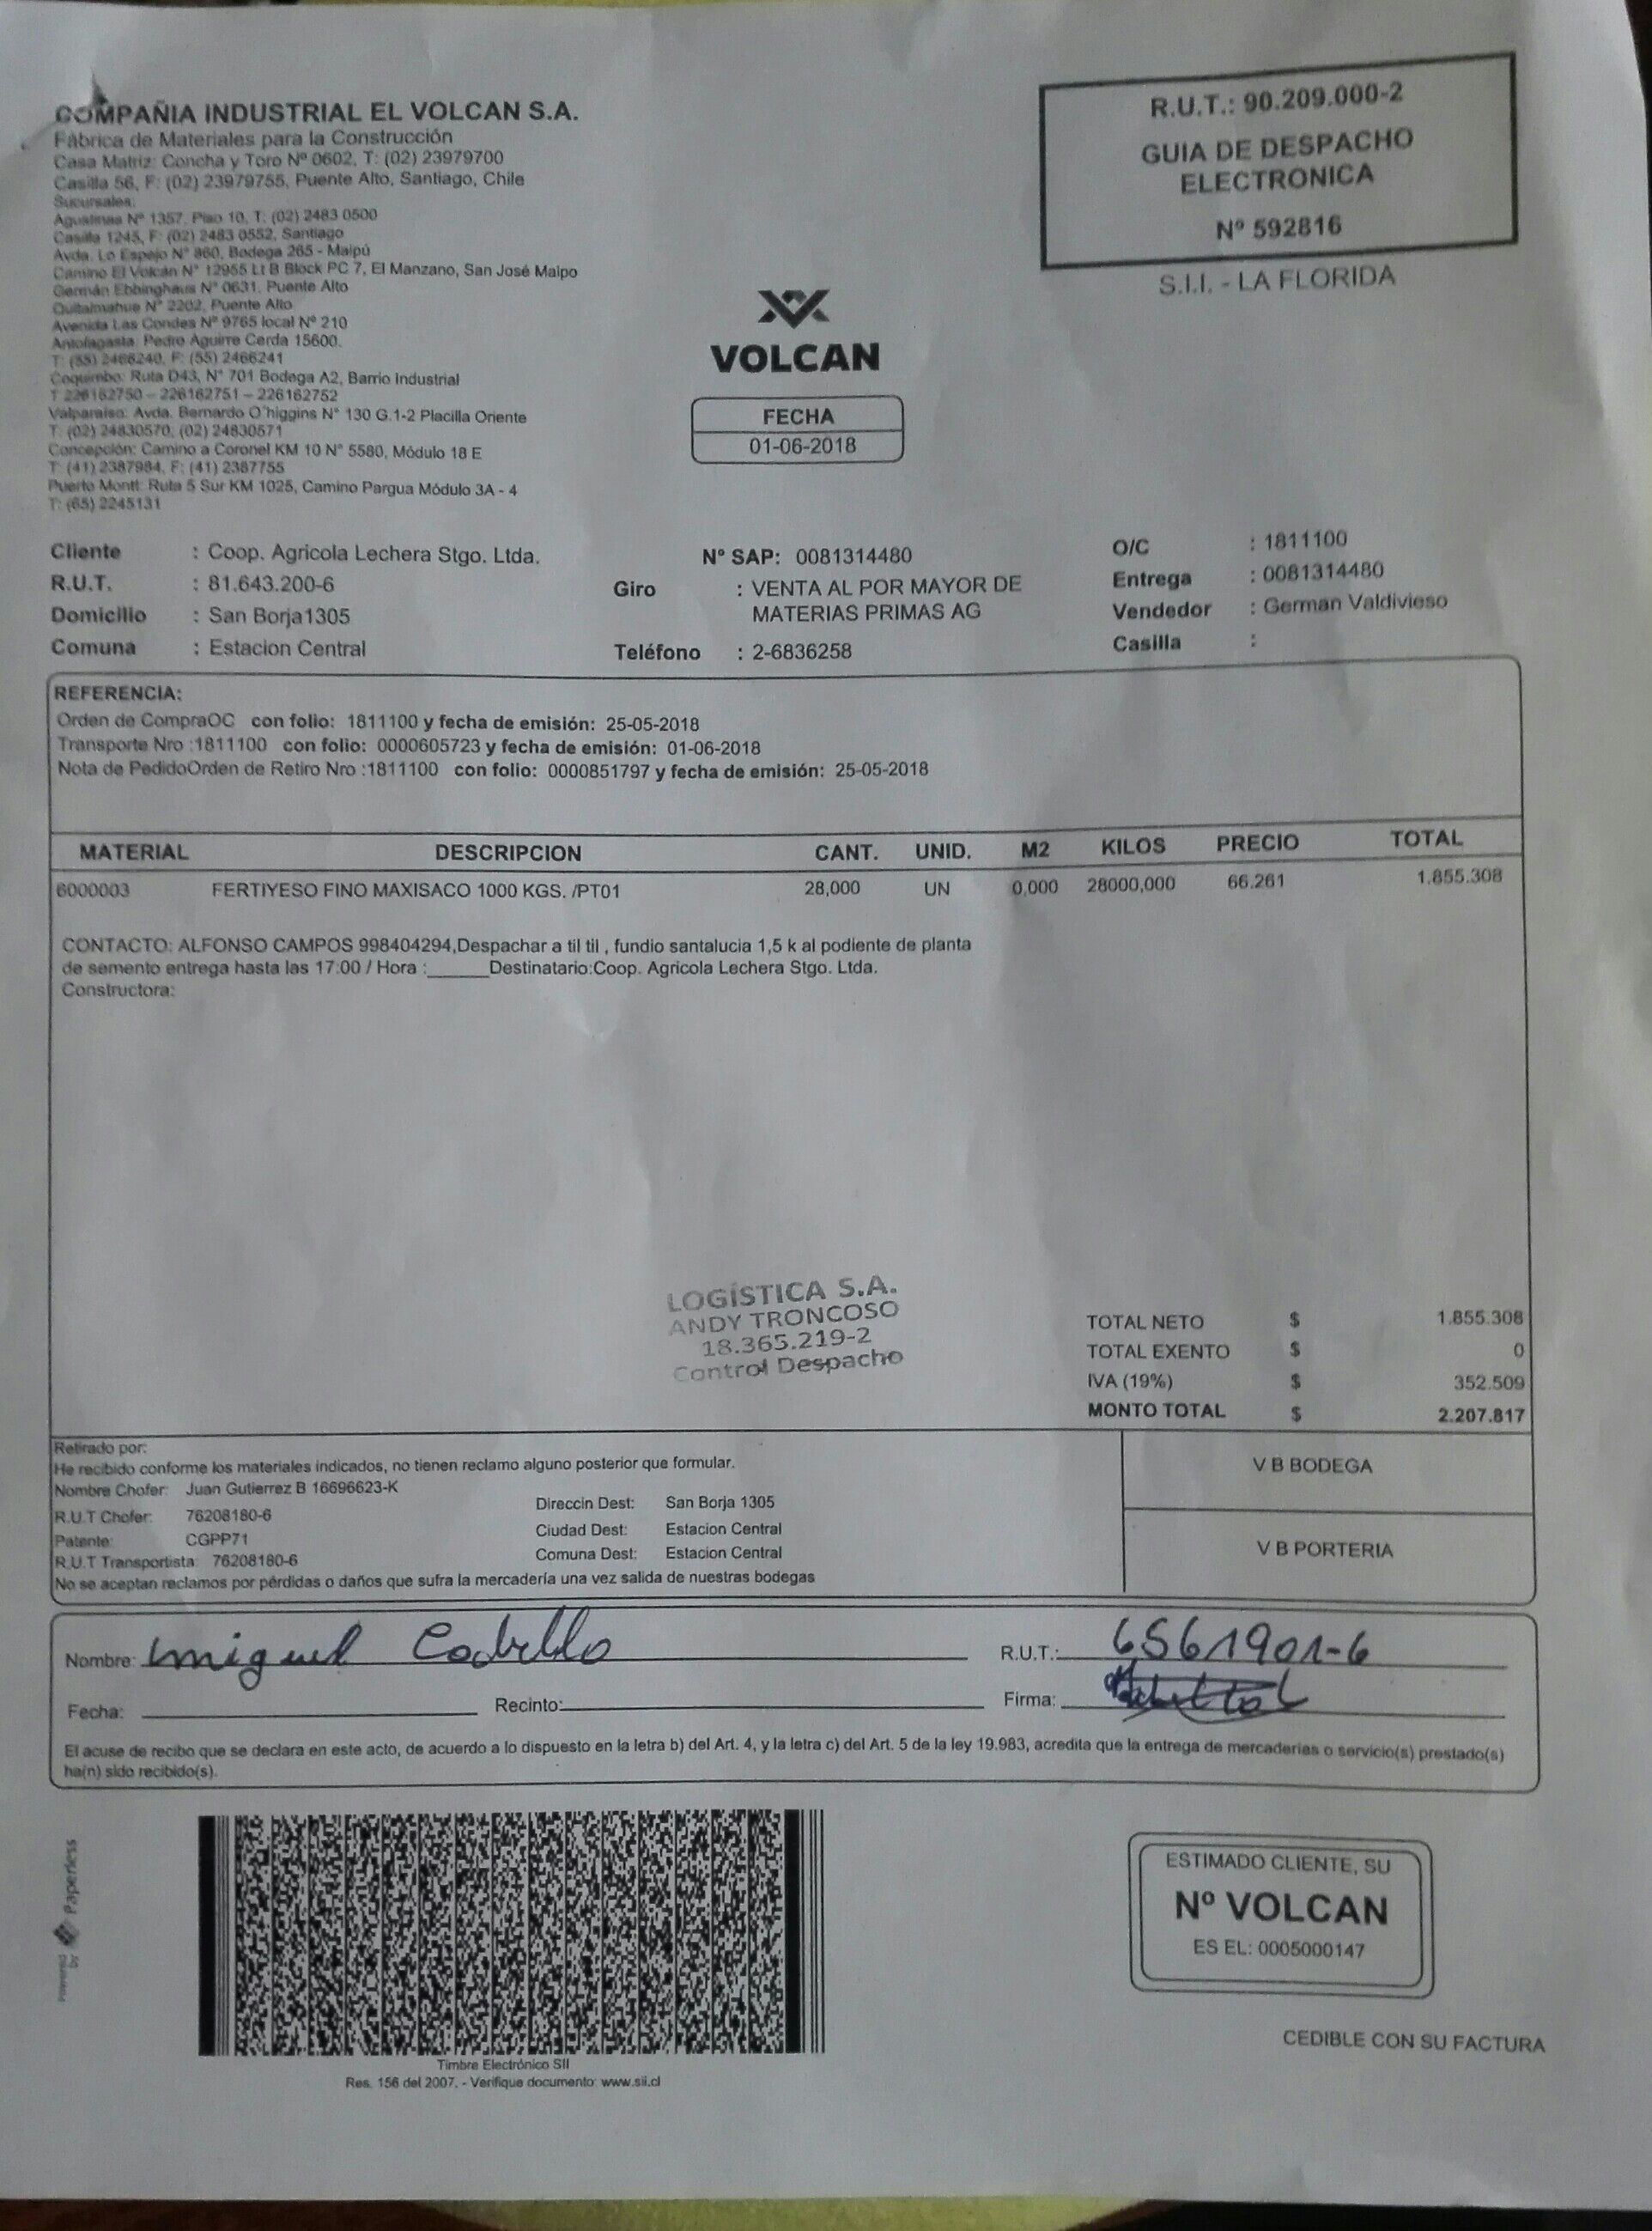 COMPAÑIA INDUSTRIAL EL VOLCAN S.A.
Fábrica de Materiales para la Construcción
Casa Matriz: Concha y Toro Nº 0602, T: (02) 23979700
Casilla 56, F: (02) 23979755, Puente Alto, Santiago, Chile
Sucursales:
Agustinas Nº 1357, Piso 10, T: (02) 2483 0500
Casilla 1245, F: (02) 2483 0552, Santiago
Avda. Lo Espejo N° 860, Bodega 265 - Maipú
Camino El Volcán N° 12955 Lt B Block PC 7, El Manzano, San José Maipo
Germán Ebbinghaus N° 0631, Puente Alto
Quitalmahue N° 2202, Puente Alto
Avenida Las Condes Nº 9765 local Nº 210
Antofagasta: Pedro Aguirre Cerda 15600.
T: (55) 2466240, F: (55) 2466241
Coquimbo: Ruta D43, N° 701 Bodega A2, Barrio Industrial
T 226162750 – 226162751 – 226162752
Valparaíso: Avda. Bernardo O´higgins N° 130 G.1-2 Placilla Oriente
T: (02) 24830570, (02) 24830571
Concepción: Camino a Coronel KM 10 N° 5580, Módulo 18 E
T: (41) 2387984, F: (41) 2387755
Puerto Montt: Ruta 5 Sur KM 1025, Camino Pargua Módulo 3A - 4
T: (65) 2245131
R.U.T.: 90.209.000-2
GUIA DE DESPACHO
ELECTRONICA
Nº 592816
S.I.I. - LA FLORIDA
VOLCAN
FECHA
01-06-2018
Cliente : Coop. Agricola Lechera Stgo. Ltda. N° SAP: 0081314480 O/C : 1811100
R.U.T. : 81.643.200-6 Giro : VENTA AL POR MAYOR DE Entrega : 0081314480
Domicilio : San Borja1305 MATERIAS PRIMAS AG Vendedor : German Valdivieso
Comuna : Estacion Central Teléfono : 2-6836258 Casilla :
REFERENCIA:
Orden de CompraOC con folio: 1811100 y fecha de emisión: 25-05-2018
Transporte Nro :1811100 con folio: 0000605723 y fecha de emisión: 01-06-2018
Nota de PedidoOrden de Retiro Nro :1811100 con folio: 0000851797 y fecha de emisión: 25-05-2018
MATERIAL DESCRIPCION CANT. UNID. M2 KILOS PRECIO TOTAL
6000003 FERTIYESO FINO MAXISACO 1000 KGS. /PT01 28,000 UN 0,000 28000,000 66.261 1.855.308
CONTACTO: ALFONSO CAMPOS 998404294,Despachar a til til , fundio santalucia 1,5 k al podiente de planta
de semento entrega hasta las 17:00 / Hora :______Destinatario:Coop. Agricola Lechera Stgo. Ltda.
Constructora:
LOGÍSTICA S.A.
ANDY TRONCOSO
18.365.219-2
Control Despacho
TOTAL NETO $ 1.855.308
TOTAL EXENTO $ 0
IVA (19%) $ 352.509
MONTO TOTAL $ 2.207.817
Retirado por:
He recibido conforme los materiales indicados, no tienen reclamo alguno posterior que formular.
Nombre Chofer: Juan Gutierrez B 16696623-K
R.U.T Chofer: 76208180-6
Patente: CGPP71
R.U.T Transportista: 76208180-6
Direccin Dest: San Borja 1305
Ciudad Dest: Estacion Central
Comuna Dest: Estacion Central
No se aceptan reclamos por pérdidas o daños que sufra la mercadería una vez salida de nuestras bodegas
V B BODEGA
V B PORTERIA
Nombre: miguel R.U.T.: 6561901-6
Fecha: Recinto: Firma:
El acuse de recibo que se declara en este acto, de acuerdo a lo dispuesto en la letra b) del Art. 4, y la letra c) del Art. 5 de la ley 19.983, acredita que la entrega de mercaderías o servicio(s) prestado(s)
ha(n) sido recibido(s).
Powered by Paperless
Timbre Electrónico SII
Res. 156 del 2007. - Verifique documento: www.sii.cl
ESTIMADO CLIENTE, SU
Nº VOLCAN
ES EL: 0005000147
CEDIBLE CON SU FACTURA